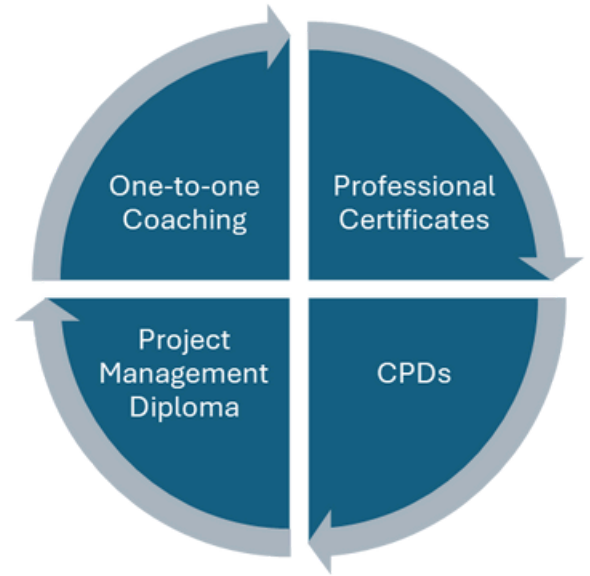 One-to-one
Coaching
Professional
Certificates
Project
Management
Diploma
CPDs